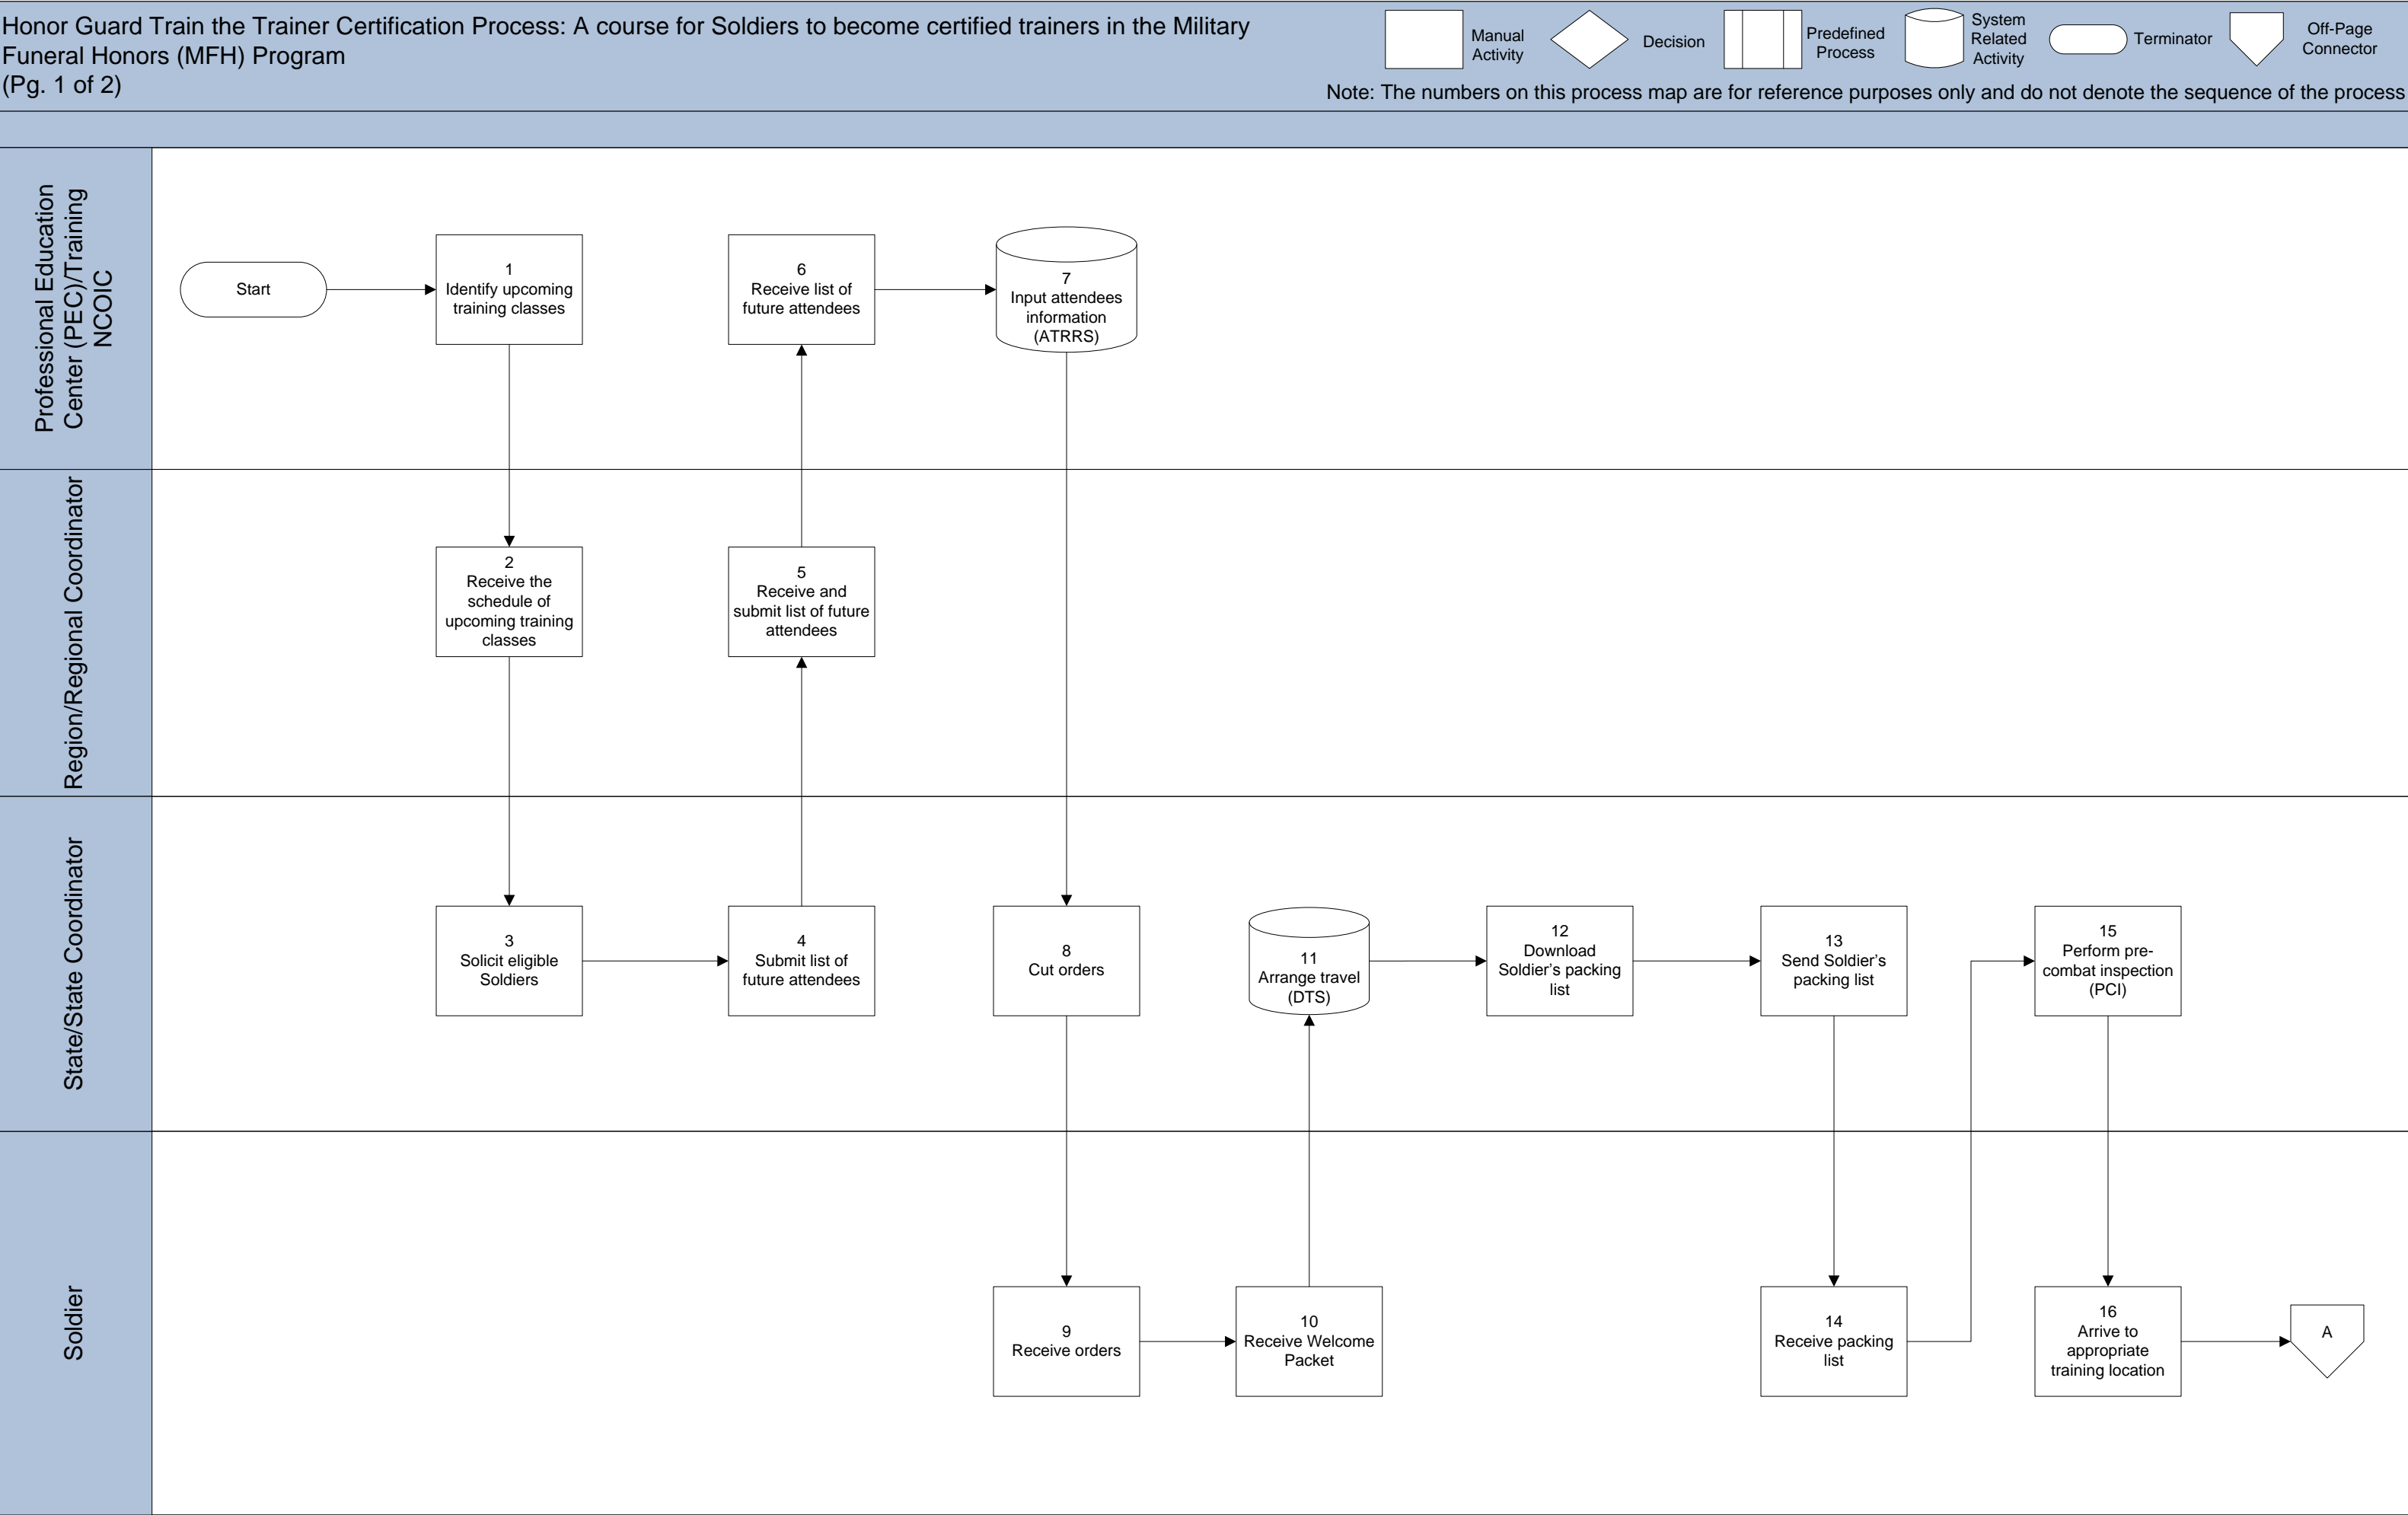 Honor Guard Train the Trainer Certification Process: A course for Soldiers to become certified trainers in the Military
Funeral Honors (MFH) Program
(Pg. 1 of 2)
Manual
Activity
Decision
Predefined
Process
System
Related
Activity
Terminator
Off-Page
Connector
Note: The numbers on this process map are for reference purposes only and do not denote the sequence of the process
Professional Education
Center (PEC)/Training
NCOIC
Start
1
Identify upcoming
training classes
6
Receive list of
future attendees
7
Input attendees
information
(ATRRS)
Region/Regional Coordinator
2
Receive the
schedule of
upcoming training
classes
5
Receive and
submit list of future
attendees
State/State Coordinator
3
Solicit eligible
Soldiers
4
Submit list of
future attendees
8
Cut orders
11
Arrange travel
(DTS)
12
Download
Soldier’s packing
list
13
Send Soldier’s
packing list
15
Perform pre-
combat inspection
(PCI)
Soldier
9
Receive orders
10
Receive Welcome
Packet
14
Receive packing
list
16
Arrive to
appropriate
training location
A